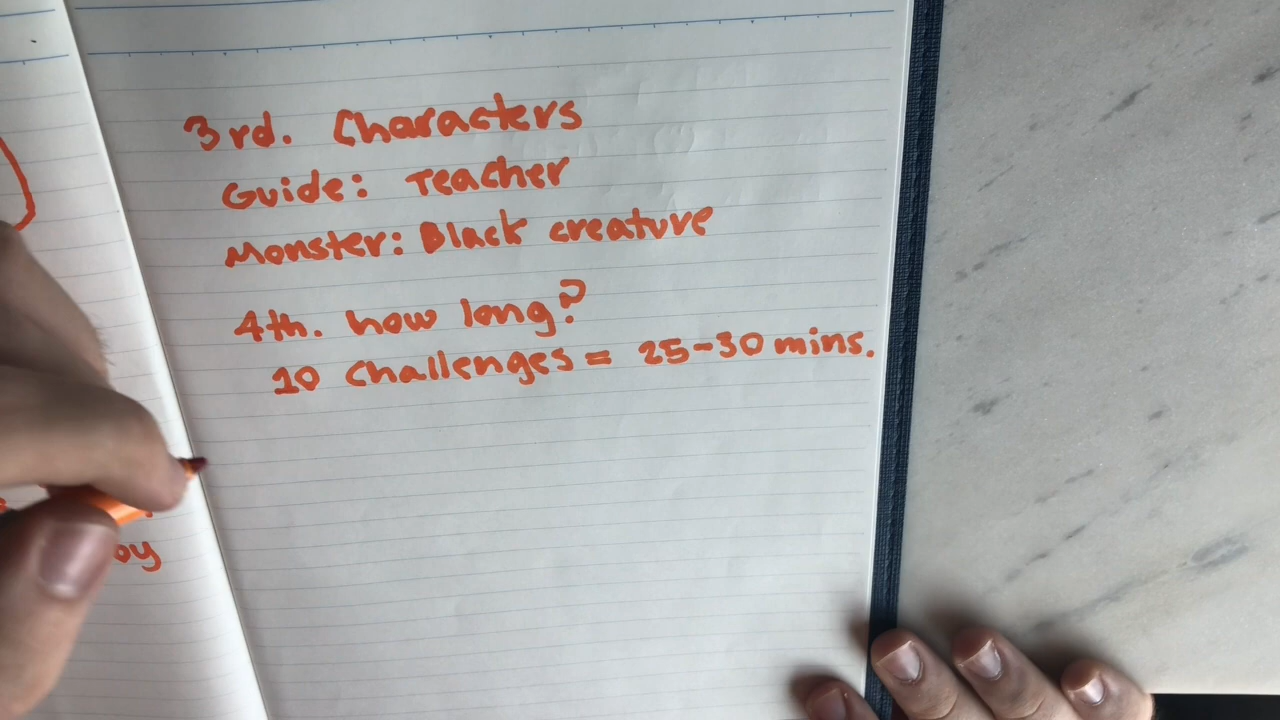 3rd. Characters
Guide: Teacher
Monster: Black creature
4th. how long?
10 Challenges = 25-30 mins.